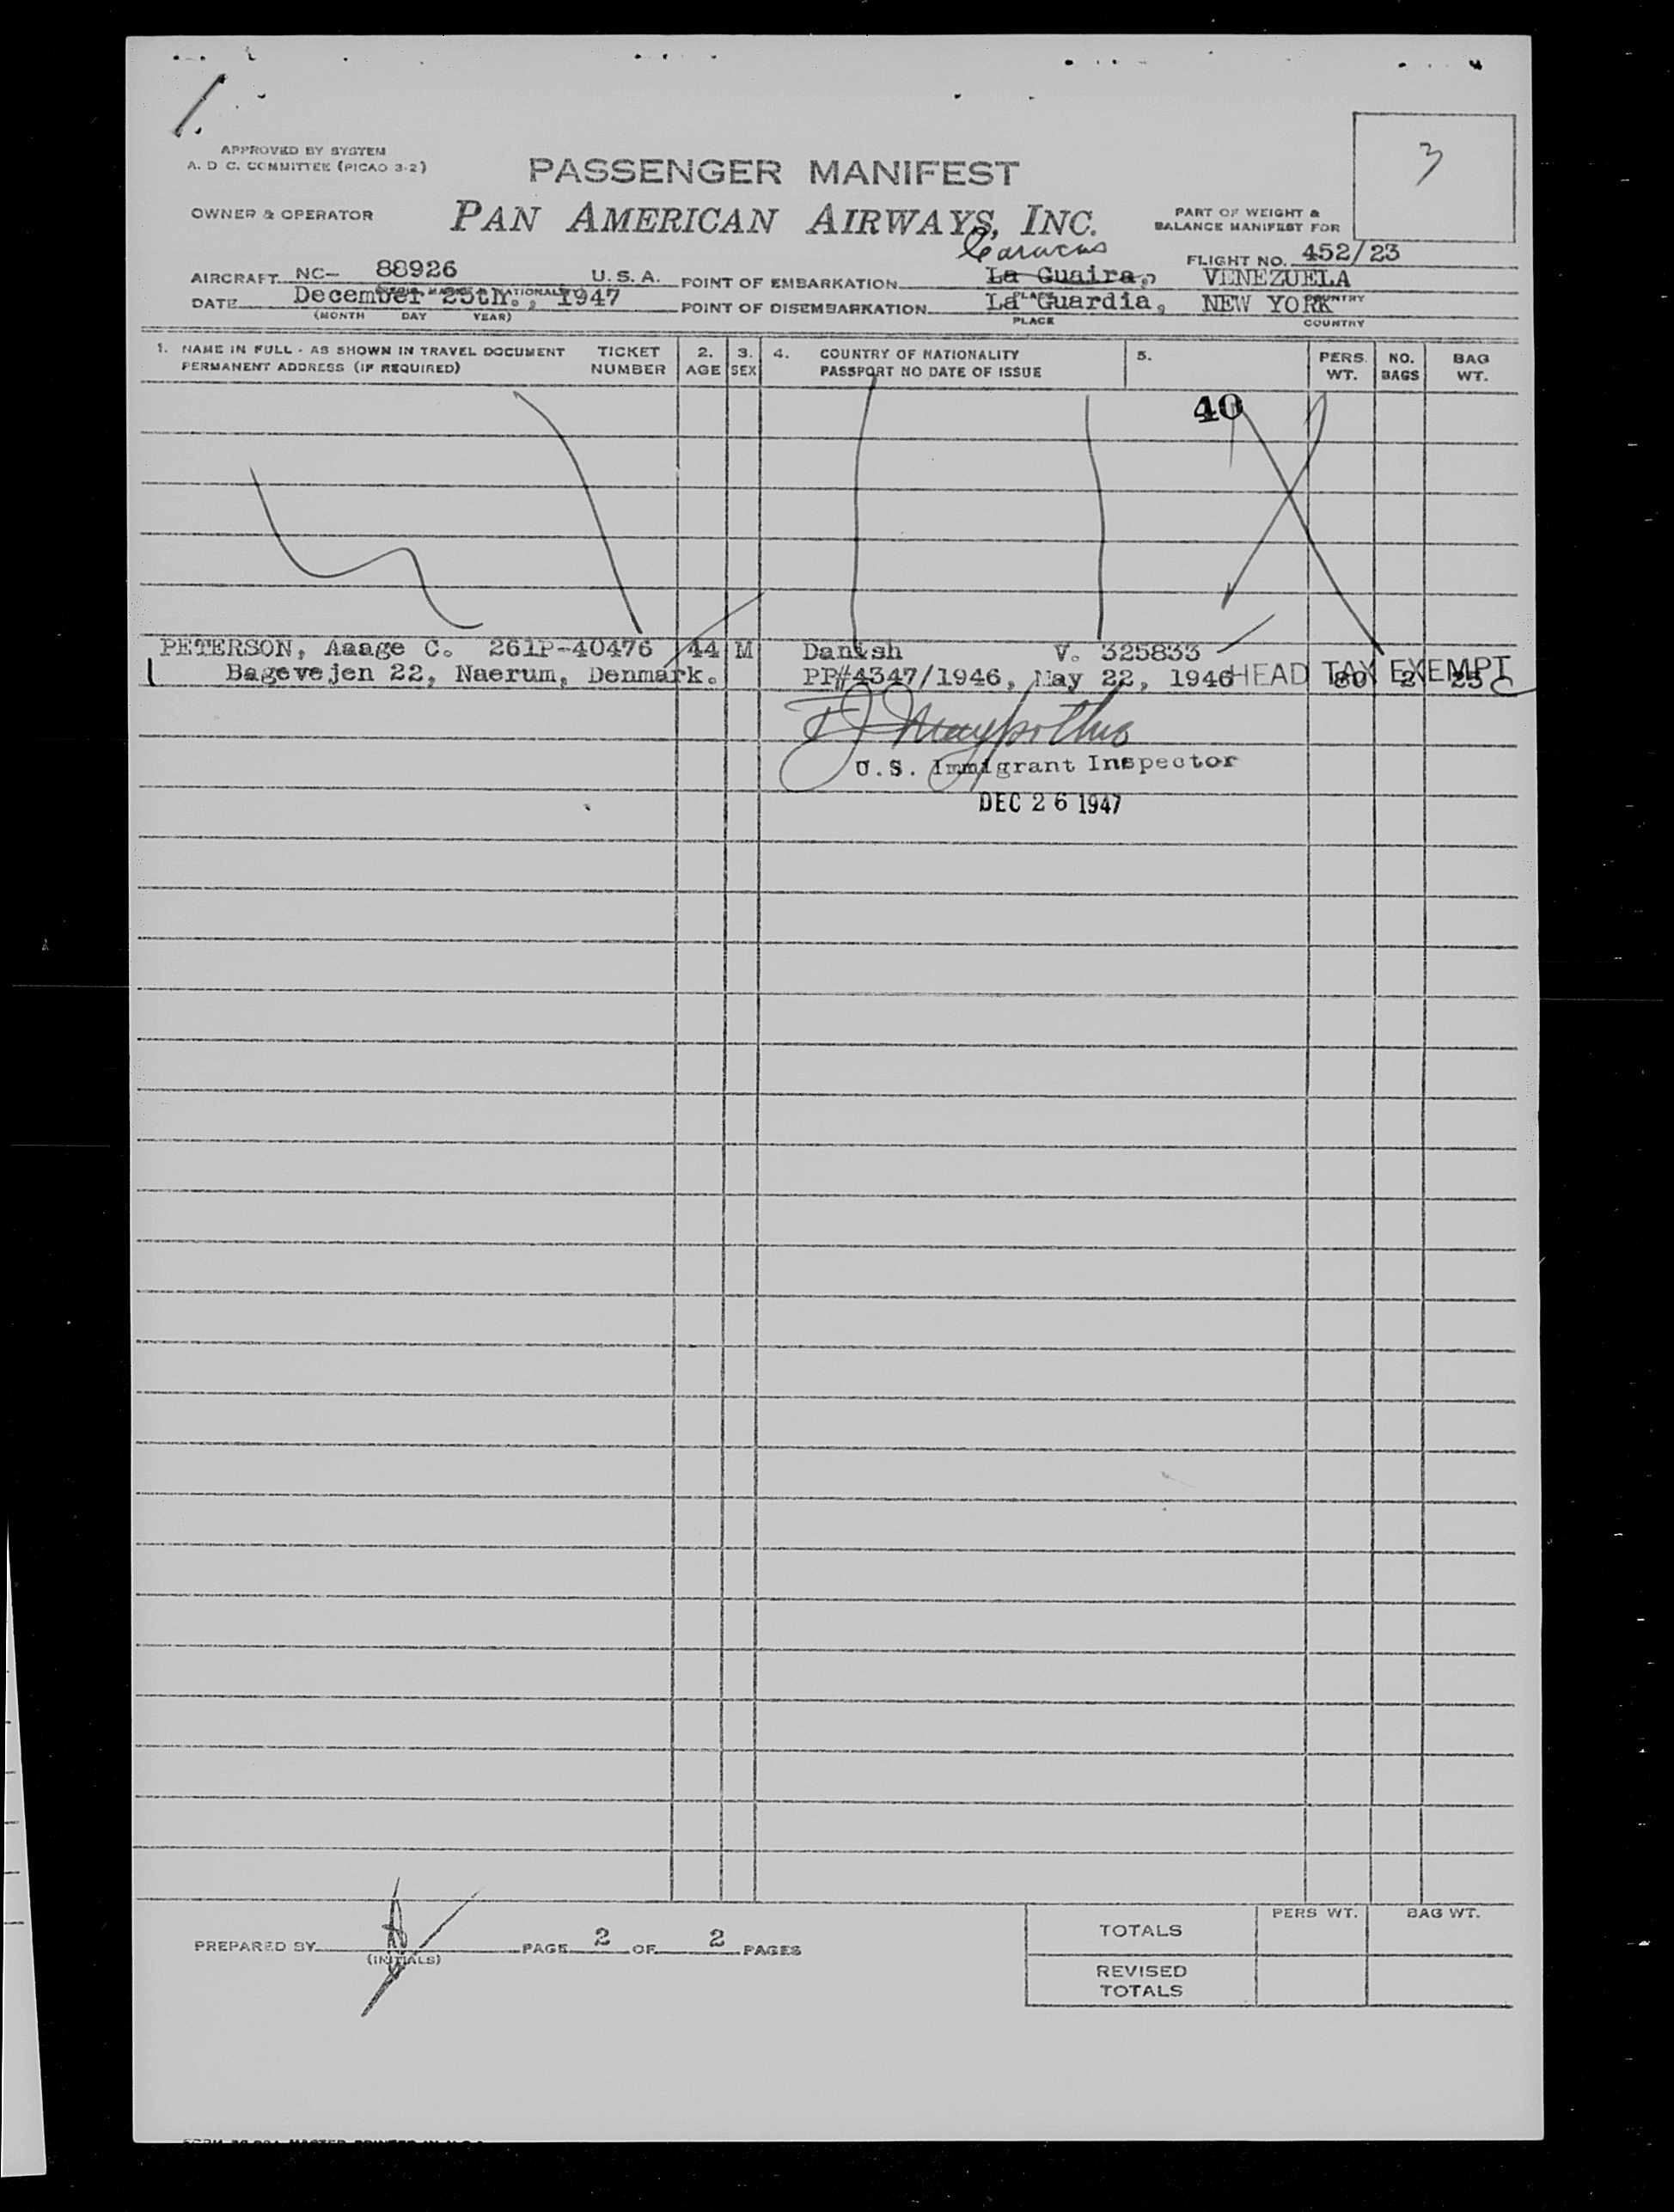 APPROVED BY SYSTEM
A. D C. COMMITTEE (PICAO 3-2)
3
PASSENGER MANIFEST
OWNER & OPERATOR
PAN AMERICAN AIRWAYS, INC.
PART OF WEIGHT &
BALANCE MANIFEST FOR
Caracas
FLIGHT NO. 452/23
AIRCRAFT NC- 88926 U. S. A. POINT OF EMBARKATION La Guaira, VENEZUELA
DATE December 25th., 1947 POINT OF DISEMBARKATION La Guardia, NEW YORK
(MONTH DAY YEAR) PLACE COUNTRY
1. NAME IN FULL - AS SHOWN IN TRAVEL DOCUMENT TICKET 2. 3. 4. COUNTRY OF NATIONALITY 5. PERS. NO. BAG
PERMANENT ADDRESS (IF REQUIRED) NUMBER AGE SEX PASSPORT NO DATE OF ISSUE WT. BAGS WT.
40
PETERSON, Aaage C. 261P-40476 44 M Danish V. 325833
1 Bagevejen 22, Naerum, Denmark. PP#4347/1946, May 22, 1946 HEAD TAX EXEMPT 80 2 25
U.S. Immigrant Inspector
DEC 26 1947
PREPARED BY (INITIALS) PAGE 2 OF 2 PAGES
PERS WT. BAG WT.
TOTALS
REVISED
TOTALS